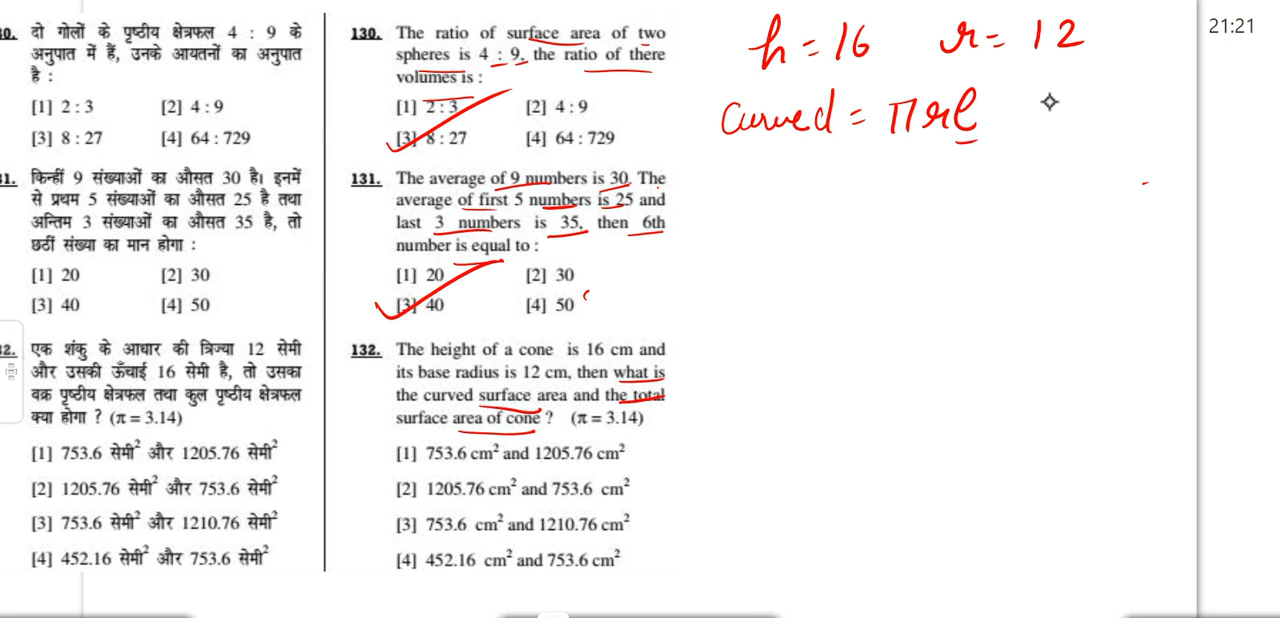 30. दो गोलों के पृष्ठीय क्षेत्रफल 4 : 9 के
अनुपात में हैं, उनके आयतनों का अनुपात
है :
[1] 2 : 3 [2] 4 : 9
[3] 8 : 27 [4] 64 : 729
31. किन्हीं 9 संख्याओं का औसत 30 है। इनमें
से प्रथम 5 संख्याओं का औसत 25 है तथा
अन्तिम 3 संख्याओं का औसत 35 है, तो
छठीं संख्या का मान होगा :
[1] 20 [2] 30
[3] 40 [4] 50
32. एक शंकु के आधार की त्रिज्या 12 सेमी
और उसकी ऊँचाई 16 सेमी है, तो उसका
वक्र पृष्ठीय क्षेत्रफल तथा कुल पृष्ठीय क्षेत्रफल
क्या होगा ? (π = 3.14)
[1] 753.6 सेमी² और 1205.76 सेमी²
[2] 1205.76 सेमी² और 753.6 सेमी²
[3] 753.6 सेमी² और 1210.76 सेमी²
[4] 452.16 सेमी² और 753.6 सेमी²
130. The ratio of surface area of two
spheres is 4 : 9, the ratio of there
volumes is :
[1] 2 : 3 [2] 4 : 9
[3] 8 : 27 [4] 64 : 729
131. The average of 9 numbers is 30. The
average of first 5 numbers is 25 and
last 3 numbers is 35, then 6th
number is equal to :
[1] 20 [2] 30
[3] 40 [4] 50
132. The height of a cone is 16 cm and
its base radius is 12 cm, then what is
the curved surface area and the total
surface area of cone ? (π = 3.14)
[1] 753.6 cm² and 1205.76 cm²
[2] 1205.76 cm² and 753.6 cm²
[3] 753.6 cm² and 1210.76 cm²
[4] 452.16 cm² and 753.6 cm²
h = 16 r = 12
curved = πrl
21:21